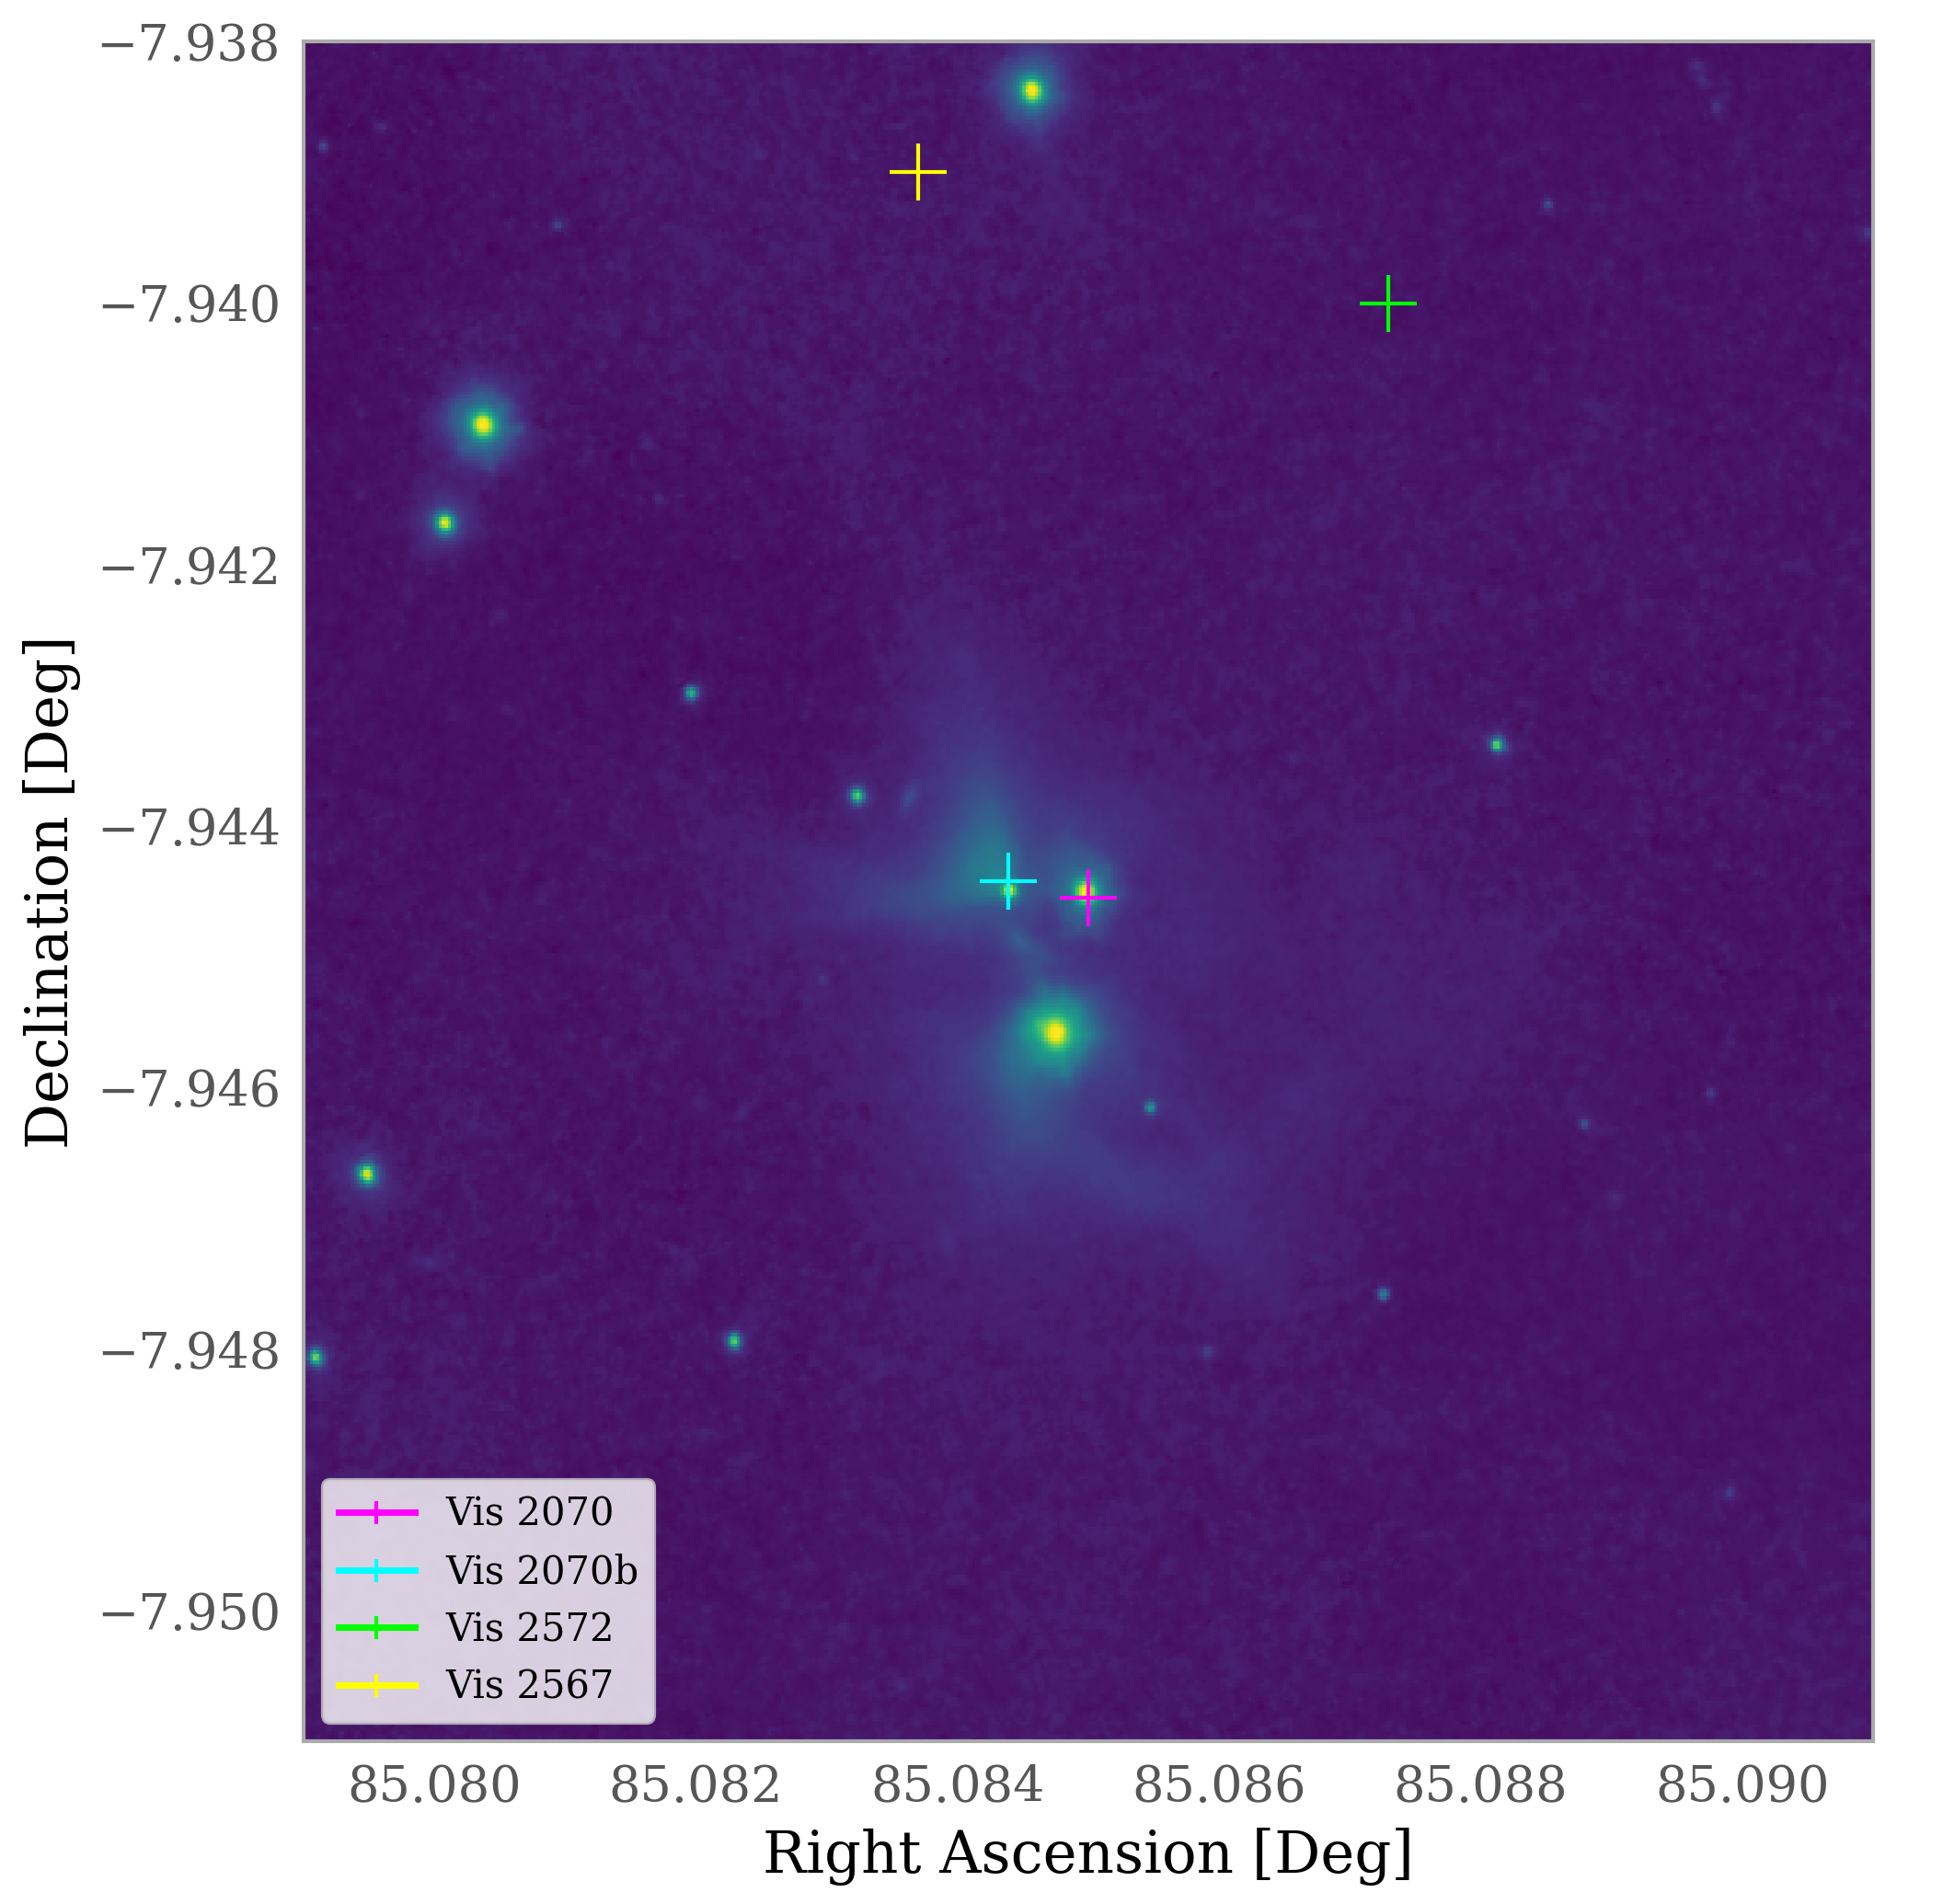 −7.938
−7.940
−7.942
−7.944
−7.946
−7.948
−7.950
Declination [Deg]
Vis 2070
Vis 2070b
Vis 2572
Vis 2567
85.080 85.082 85.084 85.086 85.088 85.090
Right Ascension [Deg]